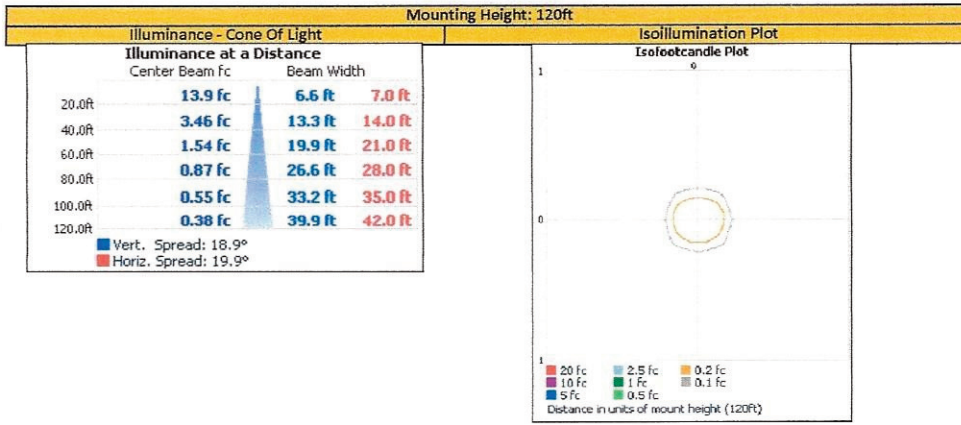 Mounting Height: 120ft
Illuminance - Cone Of Light
Isoillumination Plot
Illuminance at a Distance
Center Beam fc Beam Width
20.0ft 13.9 fc 6.6 ft 7.0 ft
40.0ft 3.46 fc 13.3 ft 14.0 ft
60.0ft 1.54 fc 19.9 ft 21.0 ft
80.0ft 0.87 fc 26.6 ft 28.0 ft
100.0ft 0.55 fc 33.2 ft 35.0 ft
120.0ft 0.38 fc 39.9 ft 42.0 ft
Vert. Spread: 18.9°
Horiz. Spread: 19.9°
Isofootcandle Plot
0
1
0
1
20 fc 2.5 fc 0.2 fc
10 fc 1 fc 0.1 fc
5 fc 0.5 fc
Distance in units of mount height (120ft)